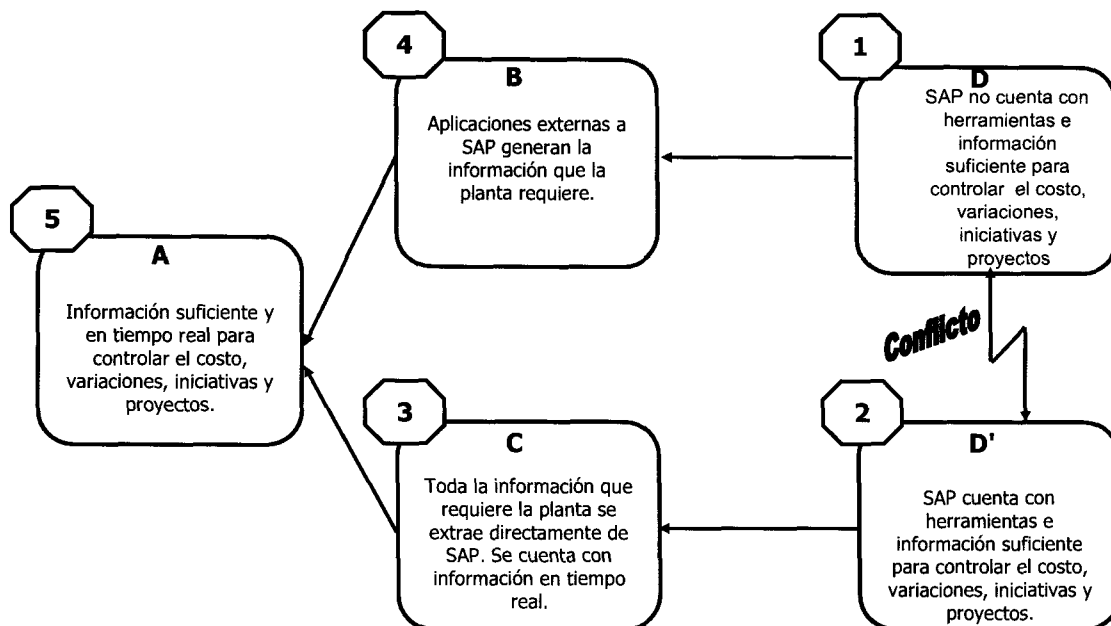 4
B
Aplicaciones externas a
SAP generan la
información que la
planta requiere.
1
D
SAP no cuenta con
herramientas e
información
suficiente para
controlar el costo,
variaciones,
iniciativas y
proyectos
5
A
Información suficiente y
en tiempo real para
controlar el costo,
variaciones, iniciativas y
proyectos.
Conflicto
3
C
Toda la información que
requiere la planta se
extrae directamente de
SAP. Se cuenta con
información en tiempo
real.
2
D'
SAP cuenta con
herramientas e
información suficiente
para controlar el costo,
variaciones, iniciativas y
proyectos.